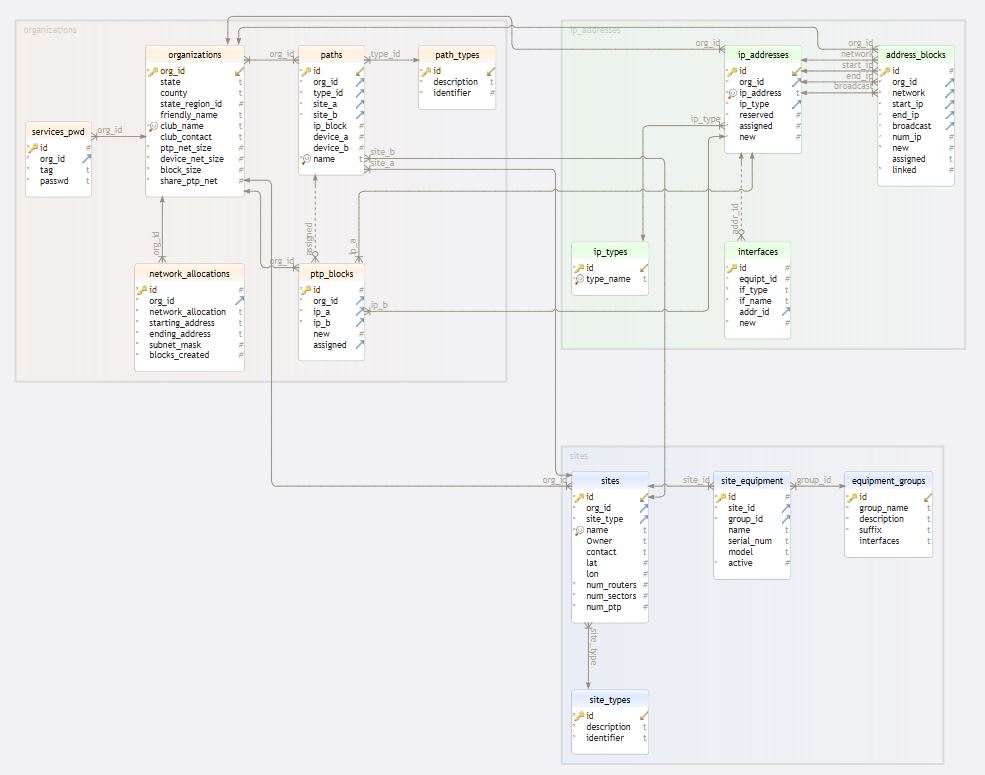 organizations
organizations
org_id
state t
county t
state_region_id #
friendly_name t
club_name t
club_contact t
ptp_net_size #
device_net_size #
block_size #
share_ptp_net #
org_id
paths
id
org_id
type_id
site_a
site_b
ip_block #
device_a #
device_b #
name t
type_id
path_types
id
description t
identifier #
services_pwd
id #
org_id
tag t
passwd t
org_id
site_b
site_a
org_id
assigned
ip_a
org_id
network_allocations
id #
org_id
network_allocation t
starting_address #
ending_address #
subnet_mask #
blocks_created #
ptp_blocks
id #
org_id
ip_a
ip_b
new #
assigned
ip_b
ip_addresses
org_id
ip_addresses
id
org_id
ip_address t
ip_type
reserved #
assigned #
new #
org_id
network
start_ip
end_ip
broadcast
address_blocks
id #
org_id
network
start_ip
end_ip
broadcast
num_ip #
new #
assigned t
linked #
ip_type
addr_id
ip_types
id
type_name t
interfaces
id #
equipt_id #
if_type #
if_name t
addr_id
new #
sites
org_id
sites
id
org_id
site_type
name t
Owner t
contact t
lat #
lon #
num_routers #
num_sectors #
num_ptp #
site_id
site_equipment
id #
site_id
group_id
name t
serial_num t
model t
active #
group_id
equipment_groups
id
group_name t
description t
suffix t
interfaces t
site_type
site_types
id
description t
identifier t